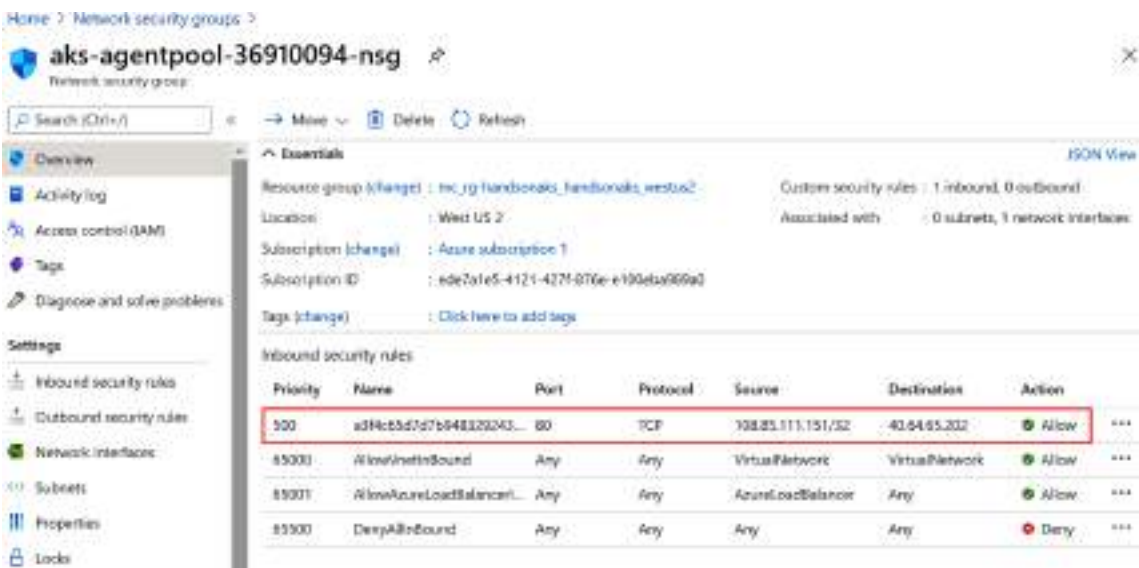 Home > Network security groups >
aks-agentpool-36910094-nsg
Network security group
Search (Ctrl+/)
Move
Delete
Refresh
Overview
Activity log
Access control (IAM)
Tags
Diagnose and solve problems
Settings
Inbound security rules
Outbound security rules
Network interfaces
Subnets
Properties
Locks
Essentials
JSON View
Resource group (change) : mc_rg-handsonaks_handsonaks_westus2
Location : West US 2
Subscription (change) : Azure subscription 1
Subscription ID
Tags (change) : Click here to add tags
Custom security rules : 1 inbound, 0 outbound
Associated with : 0 subnets, 1 network interfaces
Inbound security rules
Priority Name Port Protocol Source Destination Action
500 80 TCP 108.85.111.151/32 40.64.65.202 Allow
65000 AllowVnetInBound Any Any VirtualNetwork VirtualNetwork Allow
65001 AllowAzureLoadBalancerI... Any Any AzureLoadBalancer Any Allow
65500 DenyAllInBound Any Any Any Any Deny